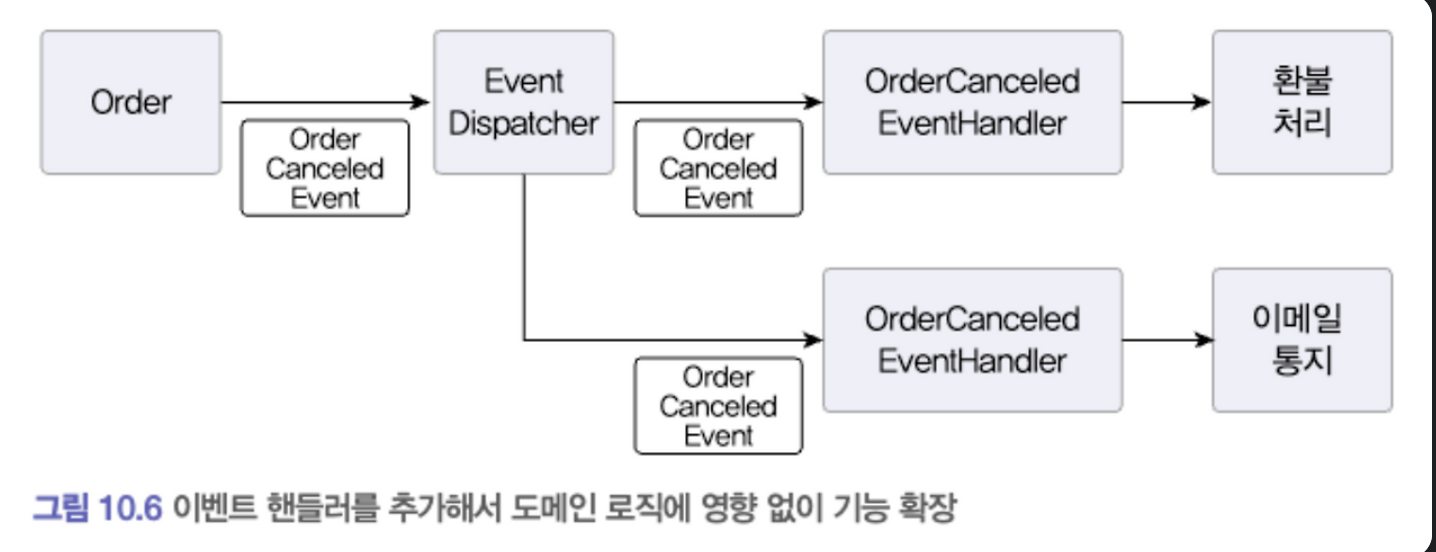 Order
Order
Canceled
Event
Event
Dispatcher
Order
Canceled
Event
OrderCanceled
EventHandler
환불
처리
Order
Canceled
Event
OrderCanceled
EventHandler
이메일
통지
그림 10.6 이벤트 핸들러를 추가해서 도메인 로직에 영향 없이 기능 확장